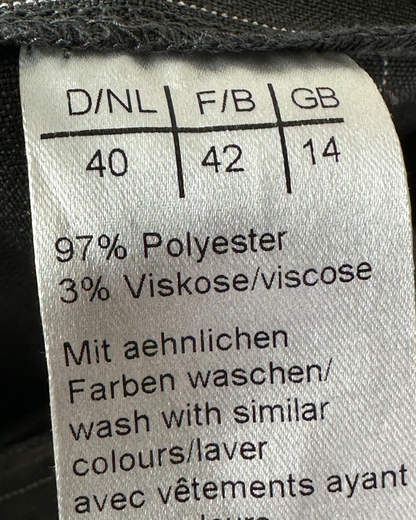 D/NL F/B GB
40 42 14
97% Polyester
3% Viskose/viscose
Mit aehnlichen
Farben waschen/
wash with similar
colours/laver
avec vêtements ayant